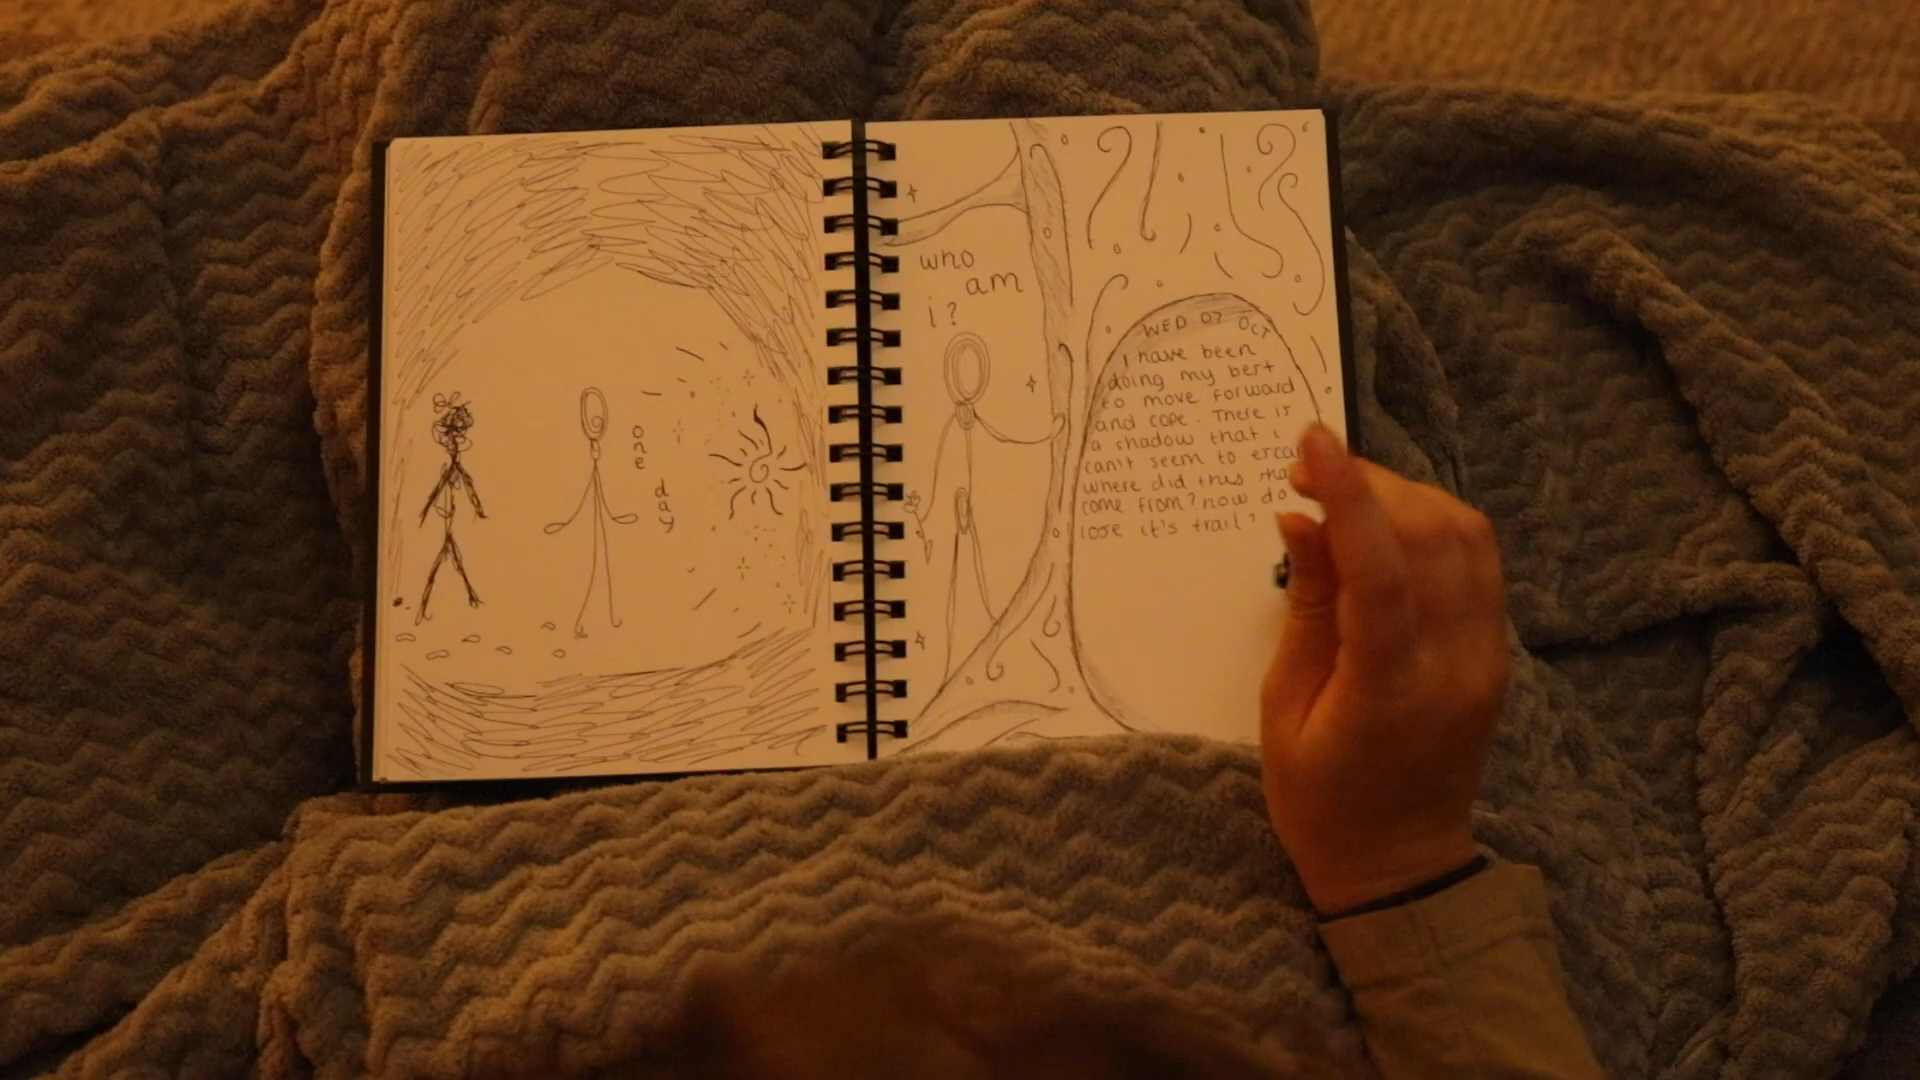 one
day
who
am
i?
WED 07 OCT
I have been
doing my best
to move forward
and cope. There is
a shadow that i
can't seem to
where did this
come from? how do
lose it's trail?